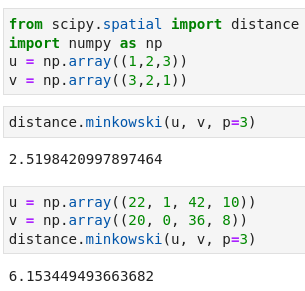 from scipy.spatial import distance
import numpy as np
u = np.array((1,2,3))
v = np.array((3,2,1))
distance.minkowski(u, v, p=3)
2.5198420997897464
u = np.array((22, 1, 42, 10))
v = np.array((20, 0, 36, 8))
distance.minkowski(u, v, p=3)
6.153449493663682